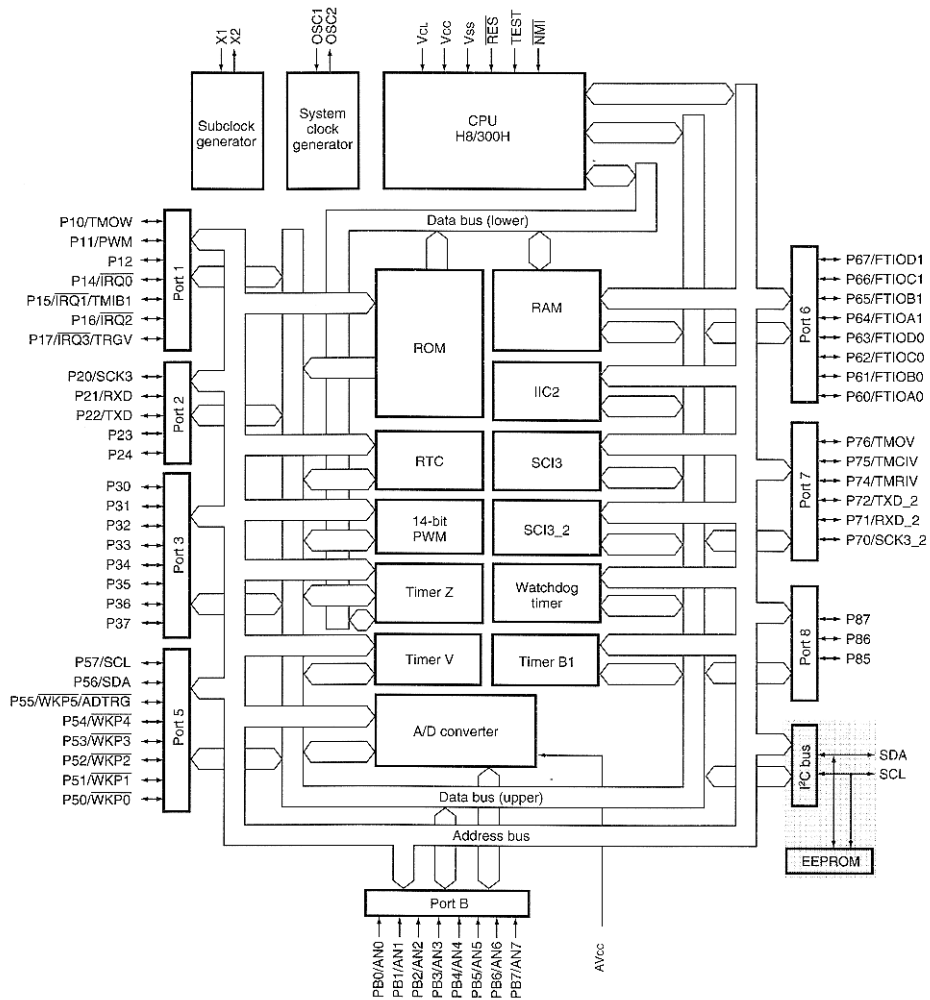 X1
X2
OSC1
OSC2
VCL
VCC
VSS
RES
TEST
NMI
Subclock
generator
System
clock
generator
CPU
H8/300H
Data bus (lower)
P10/TMOW
P11/PWM
P12
P14/IRQ0
P15/IRQ1/TMIB1
P16/IRQ2
P17/IRQ3/TRGV
Port 1
P20/SCK3
P21/RXD
P22/TXD
P23
P24
Port 2
P30
P31
P32
P33
P34
P35
P36
P37
Port 3
P57/SCL
P56/SDA
P55/WKP5/ADTRG
P54/WKP4
P53/WKP3
P52/WKP2
P51/WKP1
P50/WKP0
Port 5
ROM
RAM
IIC2
RTC
SCI3
14-bit
PWM
SCI3_2
Timer Z
Watchdog
timer
Timer V
Timer B1
A/D converter
Port 6
P67/FTIOD1
P66/FTIOC1
P65/FTIOB1
P64/FTIOA1
P63/FTIOD0
P62/FTIOC0
P61/FTIOB0
P60/FTIOA0
Port 7
P76/TMOV
P75/TMCIV
P74/TMRIV
P72/TXD_2
P71/RXD_2
P70/SCK3_2
Port 8
P87
P86
P85
I²C bus
SDA
SCL
EEPROM
Data bus (upper)
Address bus
Port B
PB0/AN0
PB1/AN1
PB2/AN2
PB3/AN3
PB4/AN4
PB5/AN5
PB6/AN6
PB7/AN7
AVCC